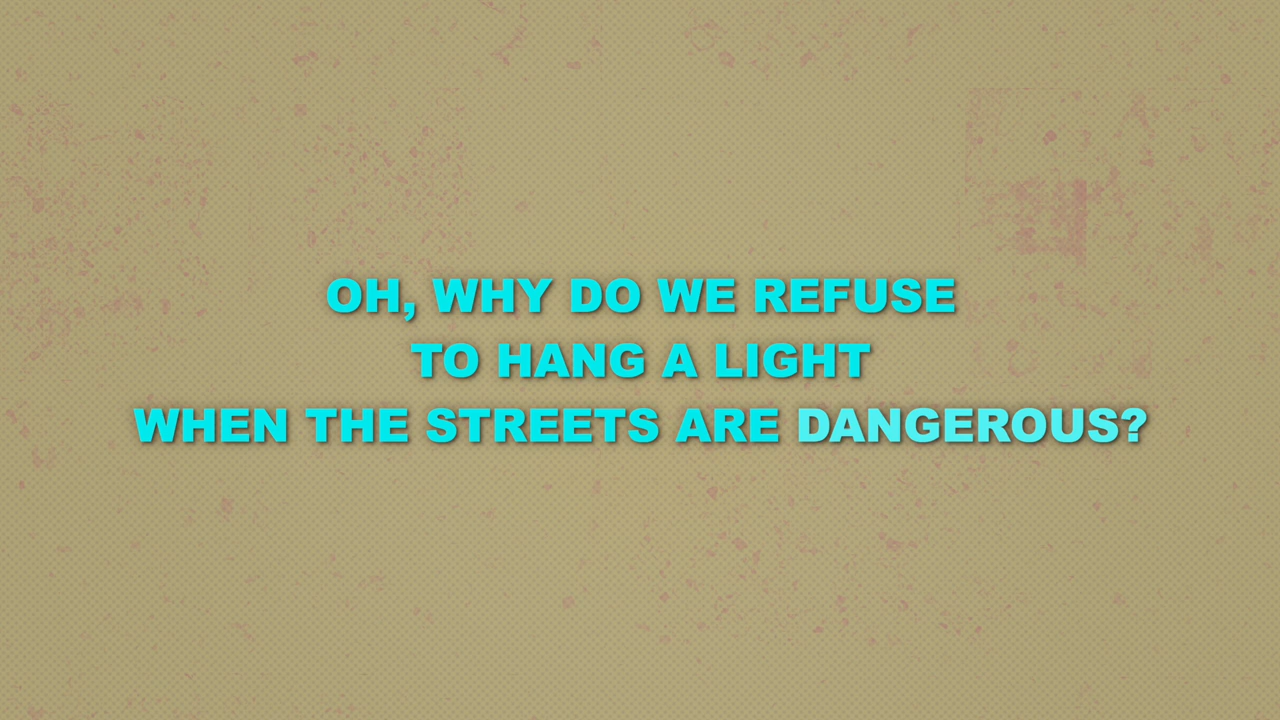 OH, WHY DO WE REFUSE
TO HANG A LIGHT
WHEN THE STREETS ARE DANGEROUS?